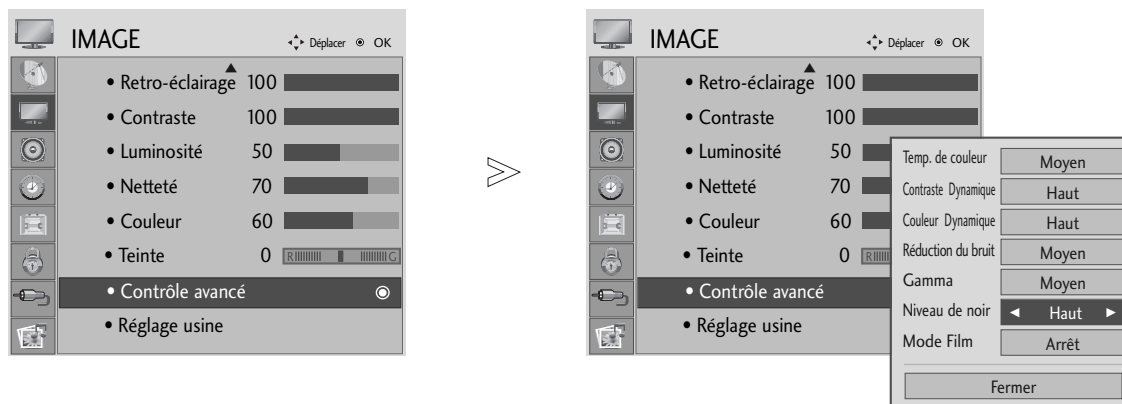 IMAGE
Déplacer OK
• Retro-éclairage 100
• Contraste 100
• Luminosité 50
• Netteté 70
• Couleur 60
• Teinte 0 R G
• Contrôle avancé
• Réglage usine
IMAGE
Déplacer OK
• Retro-éclairage 100
• Contraste 100
• Luminosité 50
• Netteté 70
• Couleur 60
• Teinte 0 R
• Contrôle avancé
• Réglage usine
Temp. de couleur Moyen
Contraste Dynamique Haut
Couleur Dynamique Haut
Réduction du bruit Moyen
Gamma Moyen
Niveau de noir ◄ Haut ►
Mode Film Arrêt
Fermer